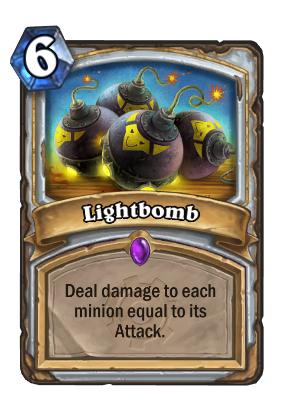 6
Lightbomb
Deal damage to each
minion equal to its
Attack.